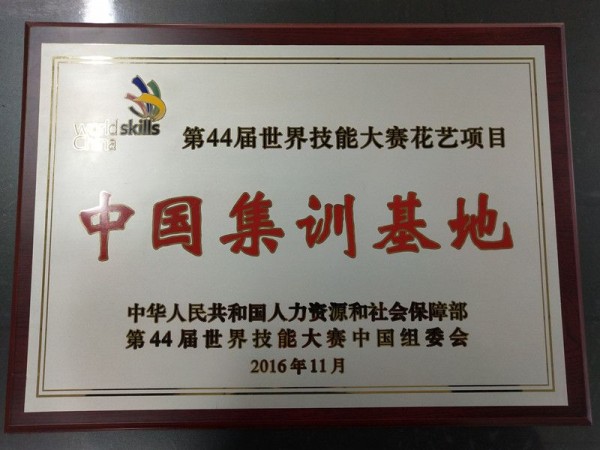 world skills
China
第44届世界技能大赛花艺项目
中国集训基地
中华人民共和国人力资源和社会保障部
第44届世界技能大赛中国组委会
2016年11月